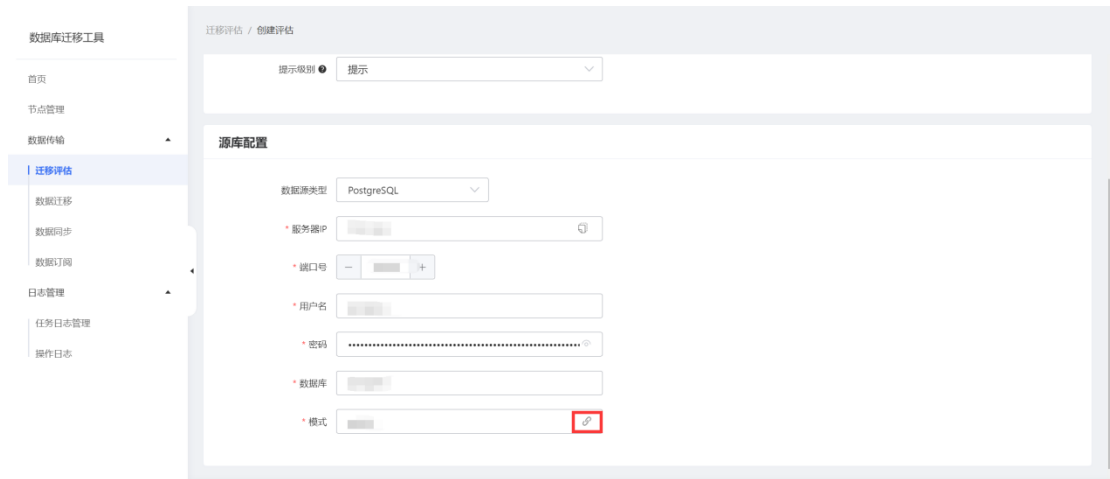 数据库迁移工具
首页
节点管理
数据传输
迁移评估
数据迁移
数据同步
数据订阅
日志管理
任务日志管理
操作日志
迁移评估 / 创建评估
提示级别 提示
源库配置
数据源类型 PostgreSQL
* 服务器IP
* 端口号 − +
* 用户名
* 密码
* 数据库
* 模式